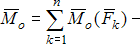 M̅ₒ = ∑ₖ₌₁ⁿ M̅ₒ(F̅ₖ) −